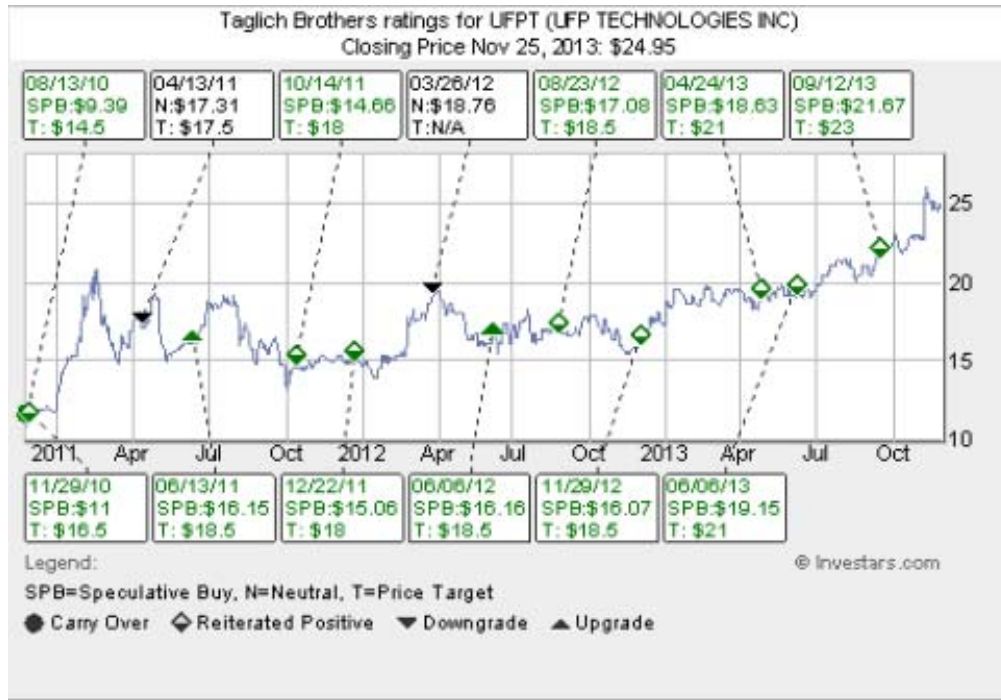 Taglich Brothers ratings for UFPT (UFP TECHNOLOGIES INC)
Closing Price Nov 25, 2013: $24.95
08/13/10
SPB:$9.39
T: $14.5
04/13/11
N:$17.31
T: $17.5
10/14/11
SPB:$14.66
T: $18
03/26/12
N:$18.76
T:N/A
08/23/12
SPB:$17.08
T: $18.5
04/24/13
SPB:$18.63
T: $21
09/12/13
SPB:$21.67
T: $23
25
20
15
10
2011 Apr Jul Oct 2012 Apr Jul Oct 2013 Apr Jul Oct
11/29/10
SPB:$11
T: $16.5
06/13/11
SPB:$16.15
T: $18.5
12/22/11
SPB:$15.06
T: $18
06/06/12
SPB:$16.16
T: $18.5
11/29/12
SPB:$16.07
T: $18.5
06/06/13
SPB:$19.15
T: $21
Legend:
© Investars.com
SPB=Speculative Buy, N=Neutral, T=Price Target
Carry Over Reiterated Positive Downgrade Upgrade